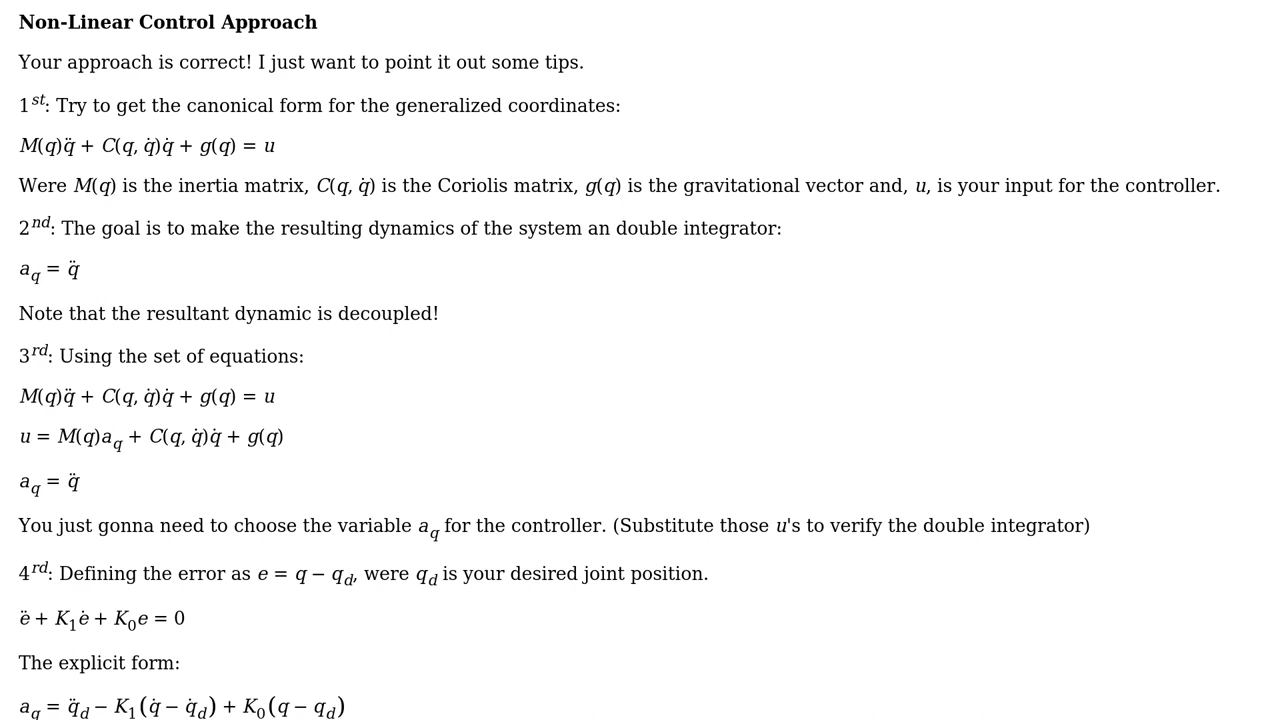 Non-Linear Control Approach
Your approach is correct! I just want to point it out some tips.
1st: Try to get the canonical form for the generalized coordinates:
M(q)q̈ + C(q, q̇)q̇ + g(q) = u
Were M(q) is the inertia matrix, C(q, q̇) is the Coriolis matrix, g(q) is the gravitational vector and, u, is your input for the controller.
2nd: The goal is to make the resulting dynamics of the system an double integrator:
a_q = q̈
Note that the resultant dynamic is decoupled!
3rd: Using the set of equations:
M(q)q̈ + C(q, q̇)q̇ + g(q) = u
u = M(q)a_q + C(q, q̇)q̇ + g(q)
a_q = q̈
You just gonna need to choose the variable a_q for the controller. (Substitute those u's to verify the double integrator)
4rd: Defining the error as e = q − q_d, were q_d is your desired joint position.
ë + K_1ė + K_0e = 0
The explicit form:
a_q = q̈_d − K_1(q̇ − q̇_d) + K_0(q − q_d)